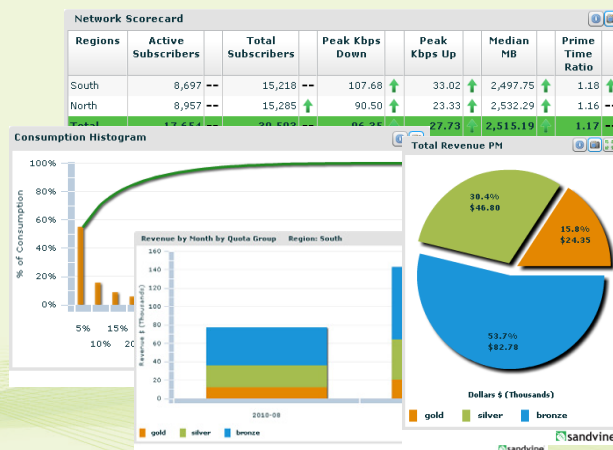 Network Scorecard
Regions Active Subscribers Total Subscribers Peak Kbps Down Peak Kbps Up Median MB Prime Time Ratio
South 8,697 -- 15,218 -- 107.68 33.02 2,497.75 1.18
North 8,957 -- 15,285 90.50 23.33 2,532.29 1.16 --
Total 27.73 2,515.19 1.17
Consumption Histogram
% of Consumption
100%
80%
60%
40%
20%
0%
5% 15%
10%
Revenue by Month by Quota Group Region: South
Revenue $ (Thousands)
160
140
120
100
80
60
40
20
0
2010-08
gold silver bronze
Total Revenue PM
30.4%
$46.80
15.8%
$24.35
53.7%
$82.78
Dollars $ (Thousands)
gold silver bronze
sandvine
sandvine